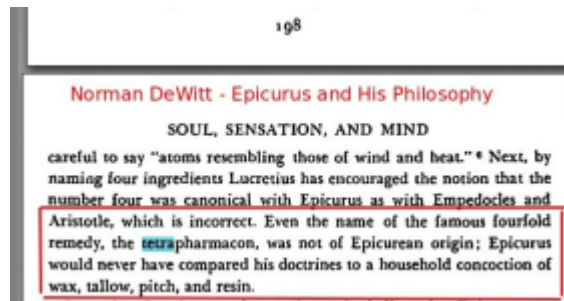 198
Norman DeWitt - Epicurus and His Philosophy
SOUL, SENSATION, AND MIND
careful to say "atoms resembling those of wind and heat." ⁶ Next, by
naming four ingredients Lucretius has encouraged the notion that the
number four was canonical with Epicurus as with Empedocles and
Aristotle, which is incorrect. Even the name of the famous fourfold
remedy, the tetrapharmacon, was not of Epicurean origin; Epicurus
would never have compared his doctrines to a household concoction of
wax, tallow, pitch, and resin.